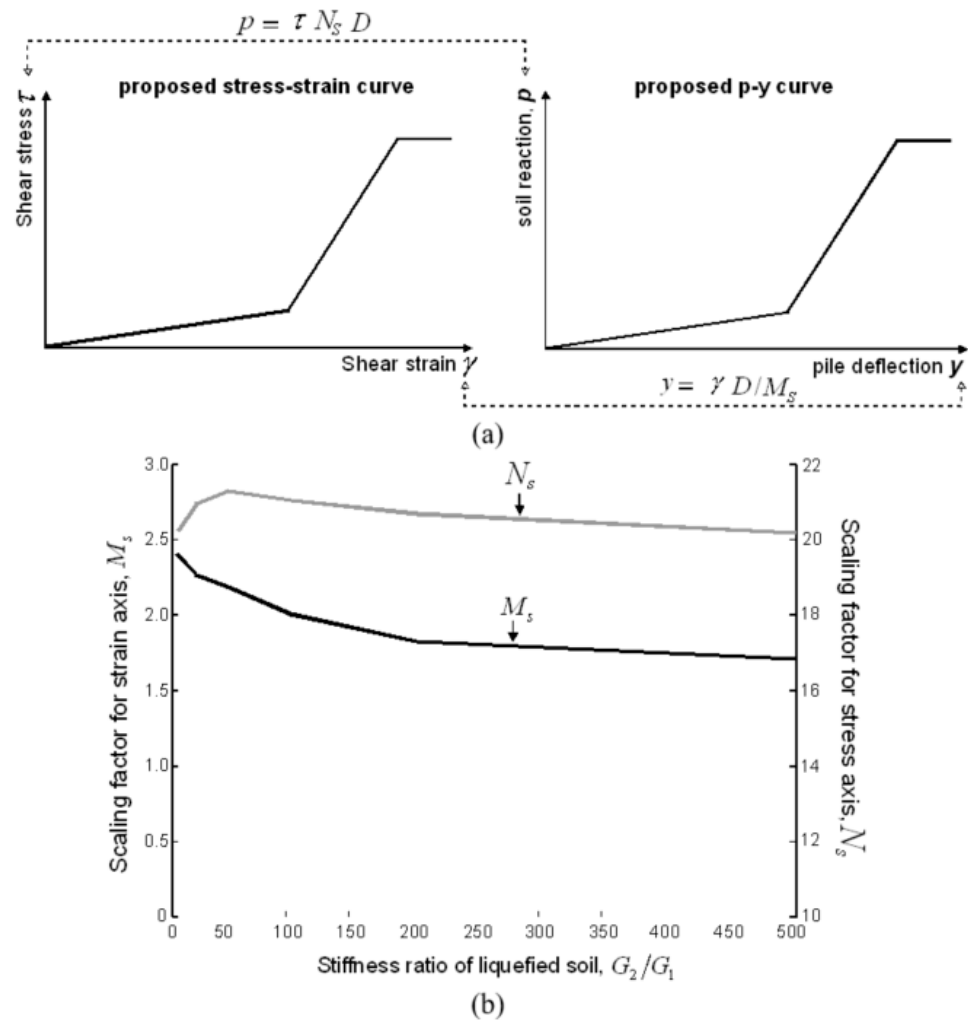 p = τ N_S D
proposed stress-strain curve
proposed p-y curve
Shear stress τ
soil reaction, p
Shear strain γ
pile deflection y
y = γ D/M_S
(a)
3.0
2.5
2.0
1.5
1.0
0.5
0
Scaling factor for strain axis, M_s
N_s
M_s
22
20
18
16
14
12
10
Scaling factor for stress axis, N_s
0 50 100 150 200 250 300 350 400 450 500
Stiffness ratio of liquefied soil, G_2/G_1
(b)